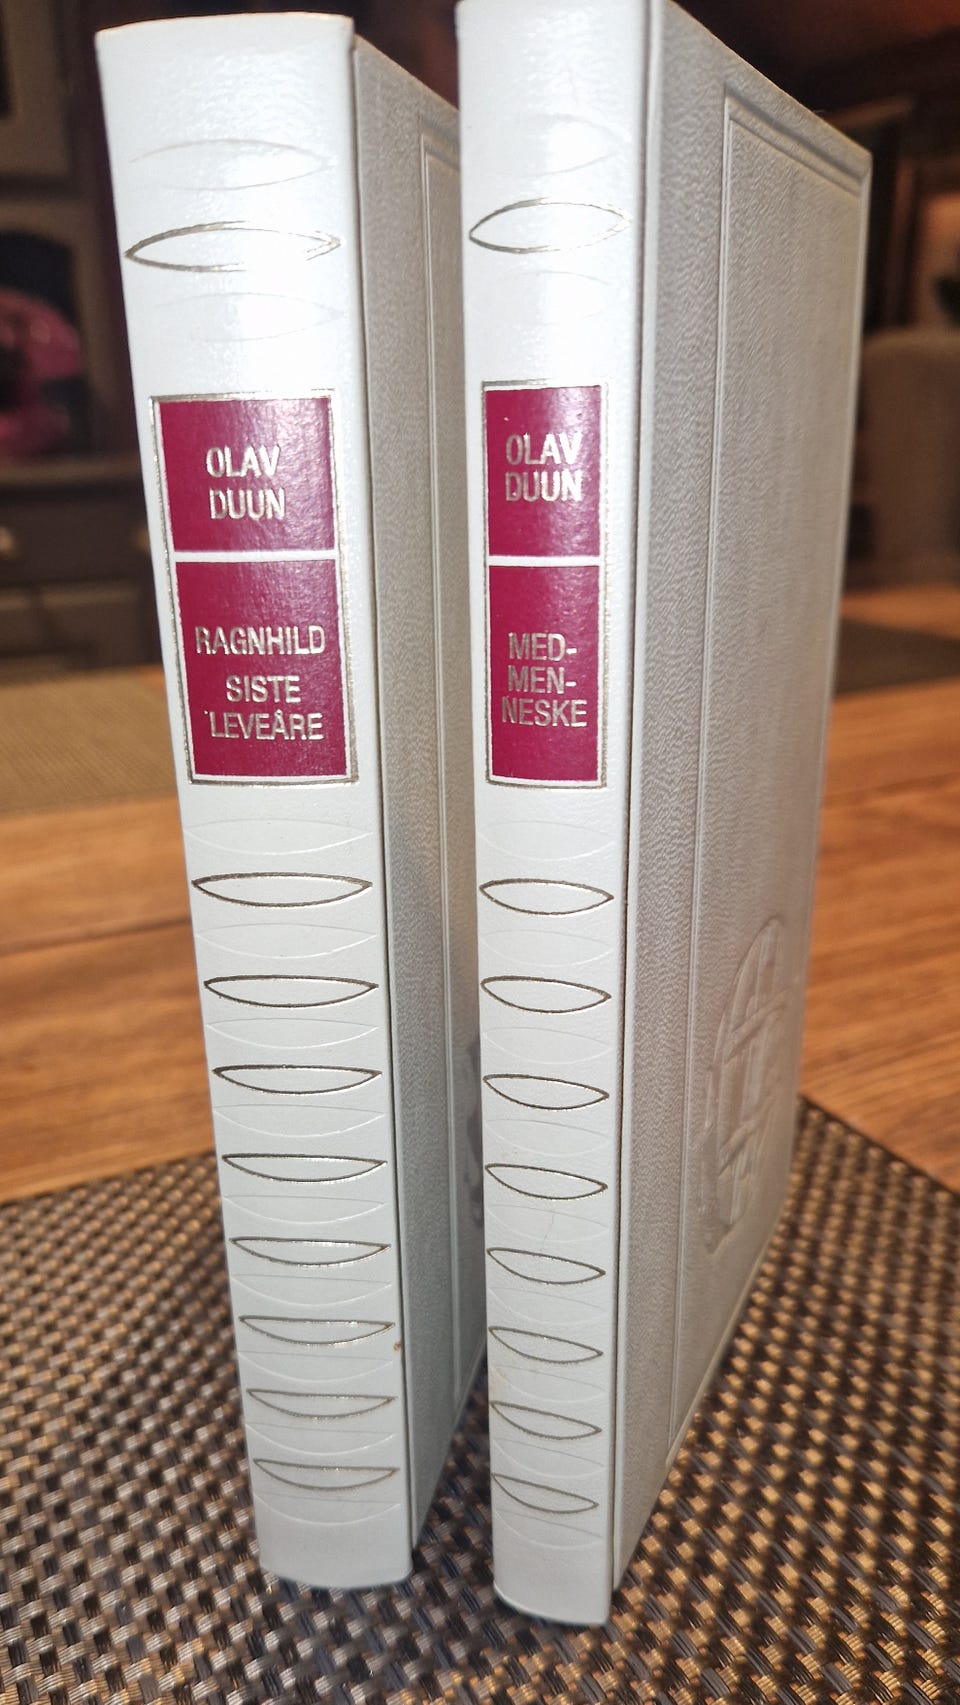 OLAV
DUUN
RAGNHILD
SISTE
LEVEÅRE
OLAV
DUUN
MED-
MEN-
NESKE